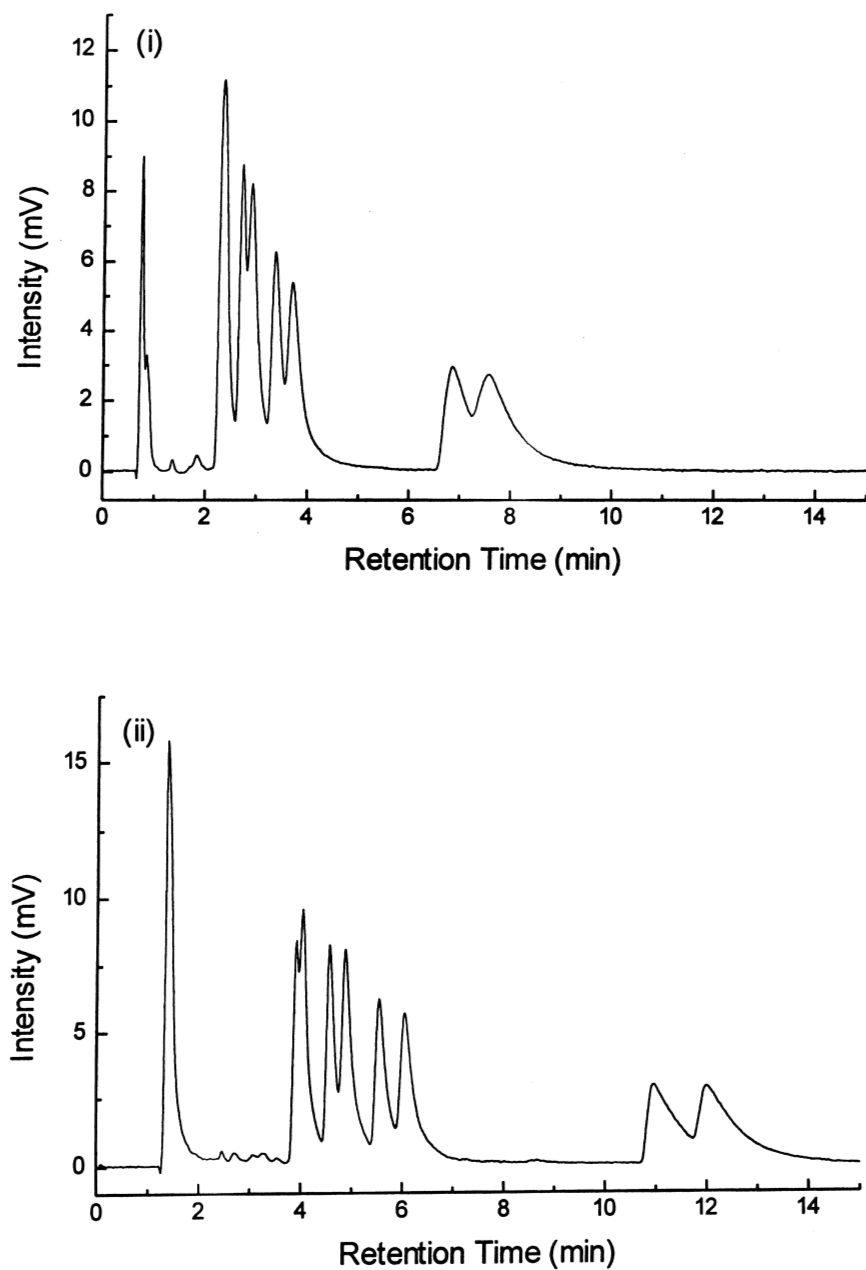 (i)
12
10
8
6
4
2
0
Intensity (mV)
0 2 4 6 8 10 12 14
Retention Time (min)
(ii)
15
10
5
0
Intensity (mV)
0 2 4 6 8 10 12 14
Retention Time (min)